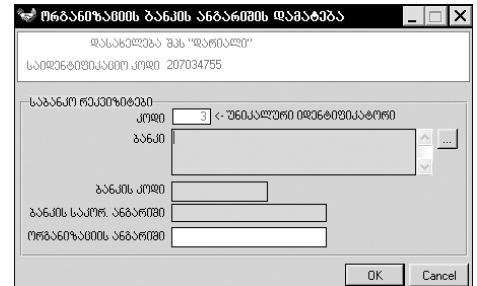 ორგანიზაციის ბანკის ანგარიშის დამატება
დასახელება შპს "დარიალი"
საიდენტიფიკაციო კოდი 207034755
საბანკო რეკვიზიტები
კოდი 3 <- უნიკალური იდენტიფიკატორი
ბანკი ...
ბანკის კოდი
ბანკის საკორ. ანგარიში
ორგანიზაციის ანგარიში
OK Cancel